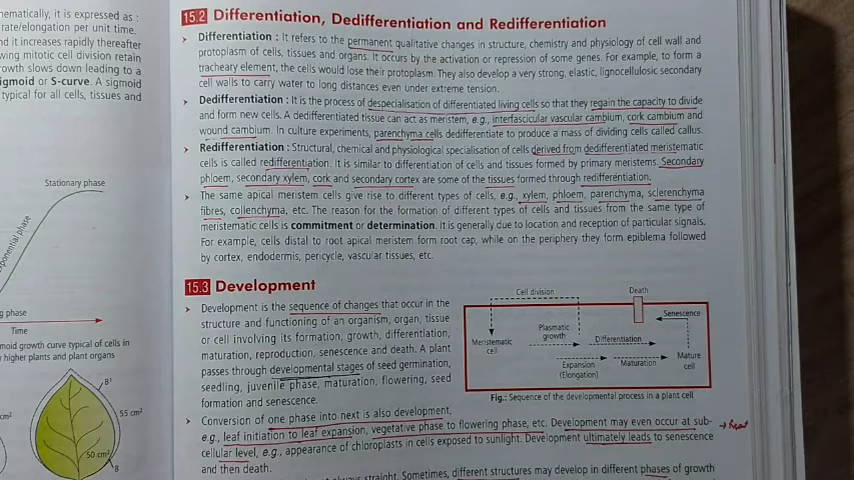 nematically, it is expressed as :
rate/elongation per unit time.
nd it increases rapidly thereafter
wing mitotic cell division retain
rowth slows down leading to a
igmoid or S-curve. A sigmoid
typical for all cells, tissues and
Stationary phase
xponential phase
g phase
Time
moid growth curve typical of cells in
higher plants and plant organs
cm²
B¹
55 cm²
50 cm²
B
15.2 Differentiation, Dedifferentiation and Redifferentiation
➤ Differentiation : It refers to the permanent qualitative changes in structure, chemistry and physiology of cell wall and
protoplasm of cells, tissues and organs. It occurs by the activation or repression of some genes. For example, to form a
tracheary element, the cells would lose their protoplasm. They also develop a very strong, elastic, lignocellulosic secondary
cell walls to carry water to long distances even under extreme tension.
➤ Dedifferentiation : It is the process of despecialisation of differentiated living cells so that they regain the capacity to divide
and form new cells. A dedifferentiated tissue can act as meristem, e.g., interfascicular vascular cambium, cork cambium and
wound cambium. In culture experiments, parenchyma cells dedifferentiate to produce a mass of dividing cells called callus.
➤ Redifferentiation : Structural, chemical and physiological specialisation of cells derived from dedifferentiated meristematic
cells is called redifferentiation. It is similar to differentiation of cells and tissues formed by primary meristems. Secondary
phloem, secondary xylem, cork and secondary cortex are some of the tissues formed through redifferentiation.
➤ The same apical meristem cells give rise to different types of cells, e.g., xylem, phloem, parenchyma, sclerenchyma
fibres, collenchyma, etc. The reason for the formation of different types of cells and tissues from the same type of
meristematic cells is commitment or determination. It is generally due to location and reception of particular signals.
For example, cells distal to root apical meristem form root cap, while on the periphery they form epiblema followed
by cortex, endodermis, pericycle, vascular tissues, etc.
15.3 Development
➤ Development is the sequence of changes that occur in the
structure and functioning of an organism, organ, tissue
or cell involving its formation, growth, differentiation,
maturation, reproduction, senescence and death. A plant
passes through developmental stages of seed germination,
seedling, juvenile phase, maturation, flowering, seed
formation and senescence.
Cell division
Death
Senescence
Meristematic
cell
Plasmatic
growth
Differentiation
Expansion
(Elongation)
Maturation
Mature
cell
Fig.: Sequence of the developmental process in a plant cell
➤ Conversion of one phase into next is also development,
e.g., leaf initiation to leaf expansion, vegetative phase to flowering phase, etc. Development may even occur at sub-
cellular level, e.g., appearance of chloroplasts in cells exposed to sunlight. Development ultimately leads to senescence
and then death.
always straight. Sometimes, different structures may develop in different phases of growth